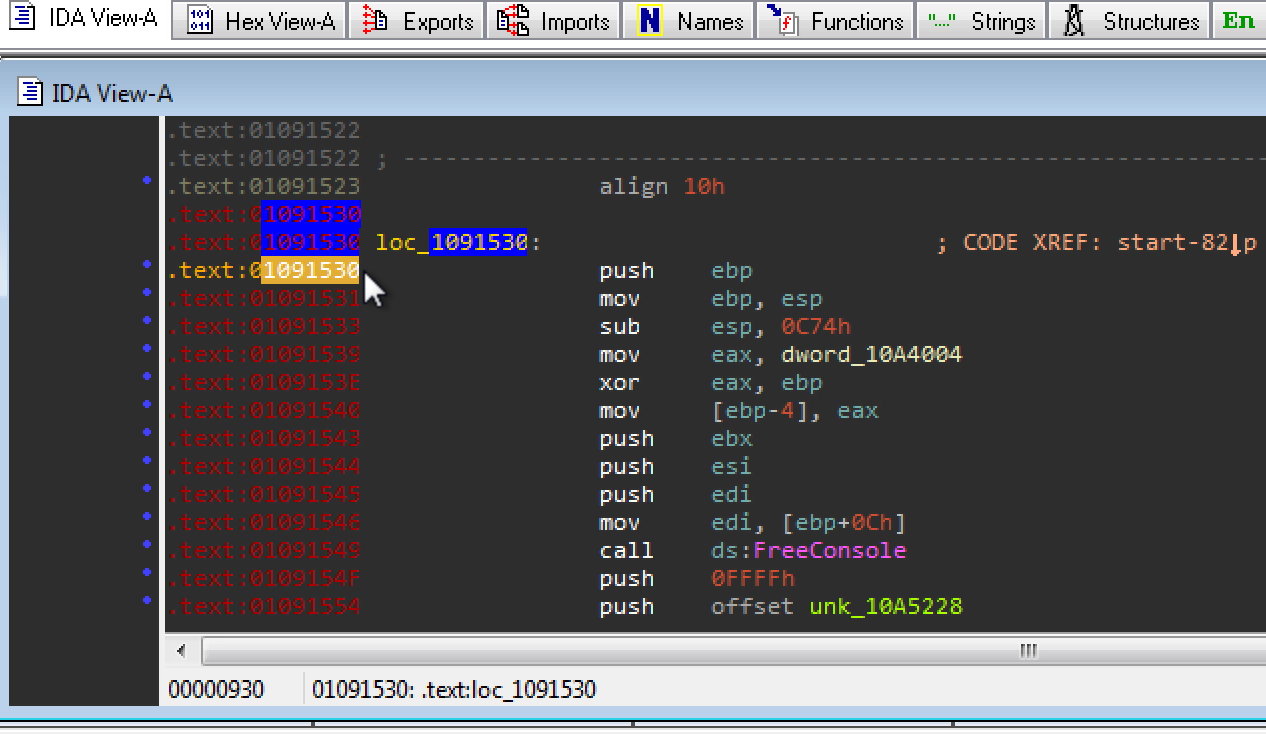 IDA View-A Hex View-A Exports Imports N Names Functions "..." Strings Structures En
IDA View-A
.text:01091522
.text:01091522 ; ----------------------------------------------------------------
.text:01091523 align 10h
.text:01091530
.text:01091530 loc_1091530: ; CODE XREF: start-82↓p
.text:01091530 push ebp
.text:01091531 mov ebp, esp
.text:01091533 sub esp, 0C74h
.text:01091539 mov eax, dword_10A4004
.text:0109153E xor eax, ebp
.text:01091540 mov [ebp-4], eax
.text:01091543 push ebx
.text:01091544 push esi
.text:01091545 push edi
.text:01091546 mov edi, [ebp+0Ch]
.text:01091549 call ds:FreeConsole
.text:0109154F push 0FFFFh
.text:01091554 push offset unk_10A5228
00000930 01091530: .text:loc_1091530